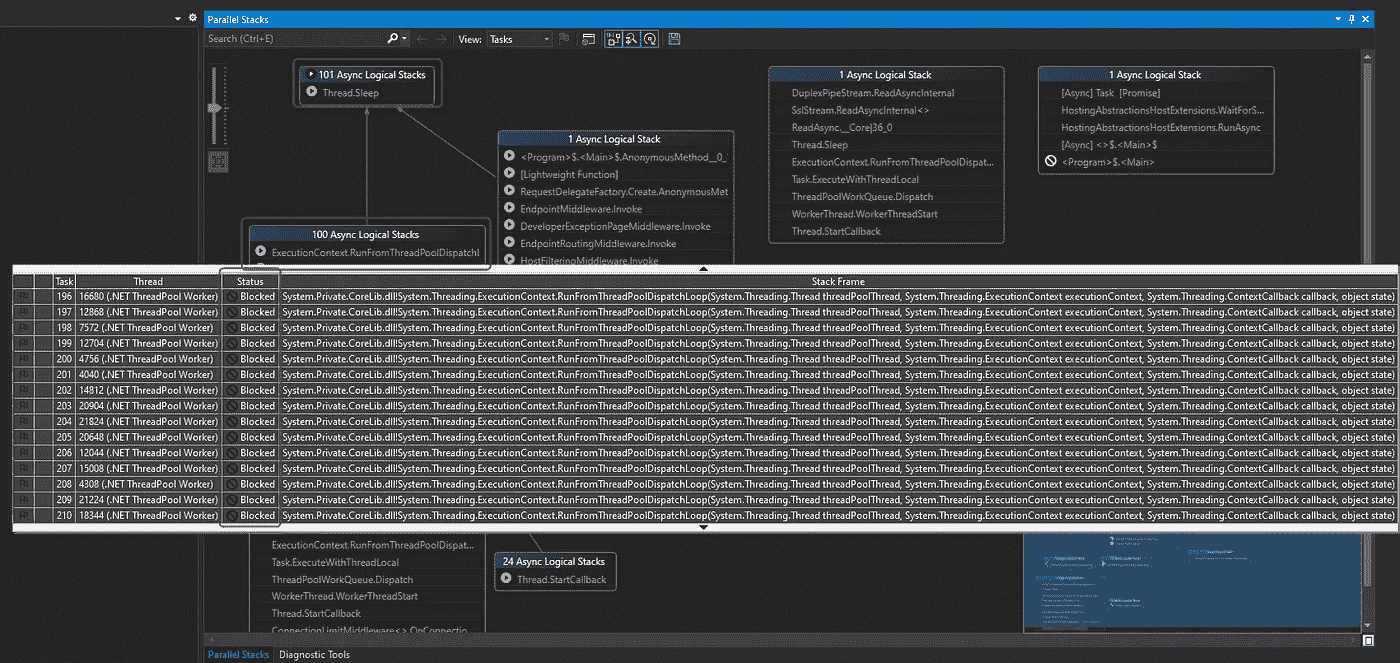 Parallel Stacks
Search (Ctrl+E)
View: Tasks
101 Async Logical Stacks
Thread.Sleep
1 Async Logical Stack
<Program>$.<Main>$.AnonymousMethod__0_
[Lightweight Function]
RequestDelegateFactory.Create.AnonymousMet
EndpointMiddleware.Invoke
DeveloperExceptionPageMiddleware.Invoke
EndpointRoutingMiddleware.Invoke
HostFilteringMiddleware.Invoke
1 Async Logical Stack
DuplexPipeStream.ReadAsyncInternal
SslStream.ReadAsyncInternal<>
ReadAsync.__Core|36_0
Thread.Sleep
ExecutionContext.RunFromThreadPoolDispat...
Task.ExecuteWithThreadLocal
ThreadPoolWorkQueue.Dispatch
WorkerThread.WorkerThreadStart
Thread.StartCallback
1 Async Logical Stack
[Async] Task [Promise]
HostingAbstractionsHostExtensions.WaitForS...
HostingAbstractionsHostExtensions.RunAsync
[Async] <>$.<Main>$
<Program>$.<Main>
100 Async Logical Stacks
ExecutionContext.RunFromThreadPoolDispatchL
Task Thread Status Stack Frame
196 16680 (.NET ThreadPool Worker) Blocked System.Private.CoreLib.dll!System.Threading.ExecutionContext.RunFromThreadPoolDispatchLoop(System.Threading.Thread threadPoolThread, System.Threading.ExecutionContext executionContext, System.Threading.ContextCallback callback, object state)
197 12868 (.NET ThreadPool Worker) Blocked System.Private.CoreLib.dll!System.Threading.ExecutionContext.RunFromThreadPoolDispatchLoop(System.Threading.Thread threadPoolThread, System.Threading.ExecutionContext executionContext, System.Threading.ContextCallback callback, object state)
198 7572 (.NET ThreadPool Worker) Blocked System.Private.CoreLib.dll!System.Threading.ExecutionContext.RunFromThreadPoolDispatchLoop(System.Threading.Thread threadPoolThread, System.Threading.ExecutionContext executionContext, System.Threading.ContextCallback callback, object state)
199 12704 (.NET ThreadPool Worker) Blocked System.Private.CoreLib.dll!System.Threading.ExecutionContext.RunFromThreadPoolDispatchLoop(System.Threading.Thread threadPoolThread, System.Threading.ExecutionContext executionContext, System.Threading.ContextCallback callback, object state)
200 4756 (.NET ThreadPool Worker) Blocked System.Private.CoreLib.dll!System.Threading.ExecutionContext.RunFromThreadPoolDispatchLoop(System.Threading.Thread threadPoolThread, System.Threading.ExecutionContext executionContext, System.Threading.ContextCallback callback, object state)
201 4040 (.NET ThreadPool Worker) Blocked System.Private.CoreLib.dll!System.Threading.ExecutionContext.RunFromThreadPoolDispatchLoop(System.Threading.Thread threadPoolThread, System.Threading.ExecutionContext executionContext, System.Threading.ContextCallback callback, object state)
202 14812 (.NET ThreadPool Worker) Blocked System.Private.CoreLib.dll!System.Threading.ExecutionContext.RunFromThreadPoolDispatchLoop(System.Threading.Thread threadPoolThread, System.Threading.ExecutionContext executionContext, System.Threading.ContextCallback callback, object state)
203 20904 (.NET ThreadPool Worker) Blocked System.Private.CoreLib.dll!System.Threading.ExecutionContext.RunFromThreadPoolDispatchLoop(System.Threading.Thread threadPoolThread, System.Threading.ExecutionContext executionContext, System.Threading.ContextCallback callback, object state)
204 21824 (.NET ThreadPool Worker) Blocked System.Private.CoreLib.dll!System.Threading.ExecutionContext.RunFromThreadPoolDispatchLoop(System.Threading.Thread threadPoolThread, System.Threading.ExecutionContext executionContext, System.Threading.ContextCallback callback, object state)
205 20648 (.NET ThreadPool Worker) Blocked System.Private.CoreLib.dll!System.Threading.ExecutionContext.RunFromThreadPoolDispatchLoop(System.Threading.Thread threadPoolThread, System.Threading.ExecutionContext executionContext, System.Threading.ContextCallback callback, object state)
206 12044 (.NET ThreadPool Worker) Blocked System.Private.CoreLib.dll!System.Threading.ExecutionContext.RunFromThreadPoolDispatchLoop(System.Threading.Thread threadPoolThread, System.Threading.ExecutionContext executionContext, System.Threading.ContextCallback callback, object state)
207 15008 (.NET ThreadPool Worker) Blocked System.Private.CoreLib.dll!System.Threading.ExecutionContext.RunFromThreadPoolDispatchLoop(System.Threading.Thread threadPoolThread, System.Threading.ExecutionContext executionContext, System.Threading.ContextCallback callback, object state)
208 4308 (.NET ThreadPool Worker) Blocked System.Private.CoreLib.dll!System.Threading.ExecutionContext.RunFromThreadPoolDispatchLoop(System.Threading.Thread threadPoolThread, System.Threading.ExecutionContext executionContext, System.Threading.ContextCallback callback, object state)
209 21224 (.NET ThreadPool Worker) Blocked System.Private.CoreLib.dll!System.Threading.ExecutionContext.RunFromThreadPoolDispatchLoop(System.Threading.Thread threadPoolThread, System.Threading.ExecutionContext executionContext, System.Threading.ContextCallback callback, object state)
210 18344 (.NET ThreadPool Worker) Blocked System.Private.CoreLib.dll!System.Threading.ExecutionContext.RunFromThreadPoolDispatchLoop(System.Threading.Thread threadPoolThread, System.Threading.ExecutionContext executionContext, System.Threading.ContextCallback callback, object state)
ExecutionContext.RunFromThreadPoolDispat...
Task.ExecuteWithThreadLocal
ThreadPoolWorkQueue.Dispatch
WorkerThread.WorkerThreadStart
Thread.StartCallback
ConnectionLimitMiddleware<>.OnConnectio
24 Async Logical Stacks
Thread.StartCallback
Parallel Stacks Diagnostic Tools